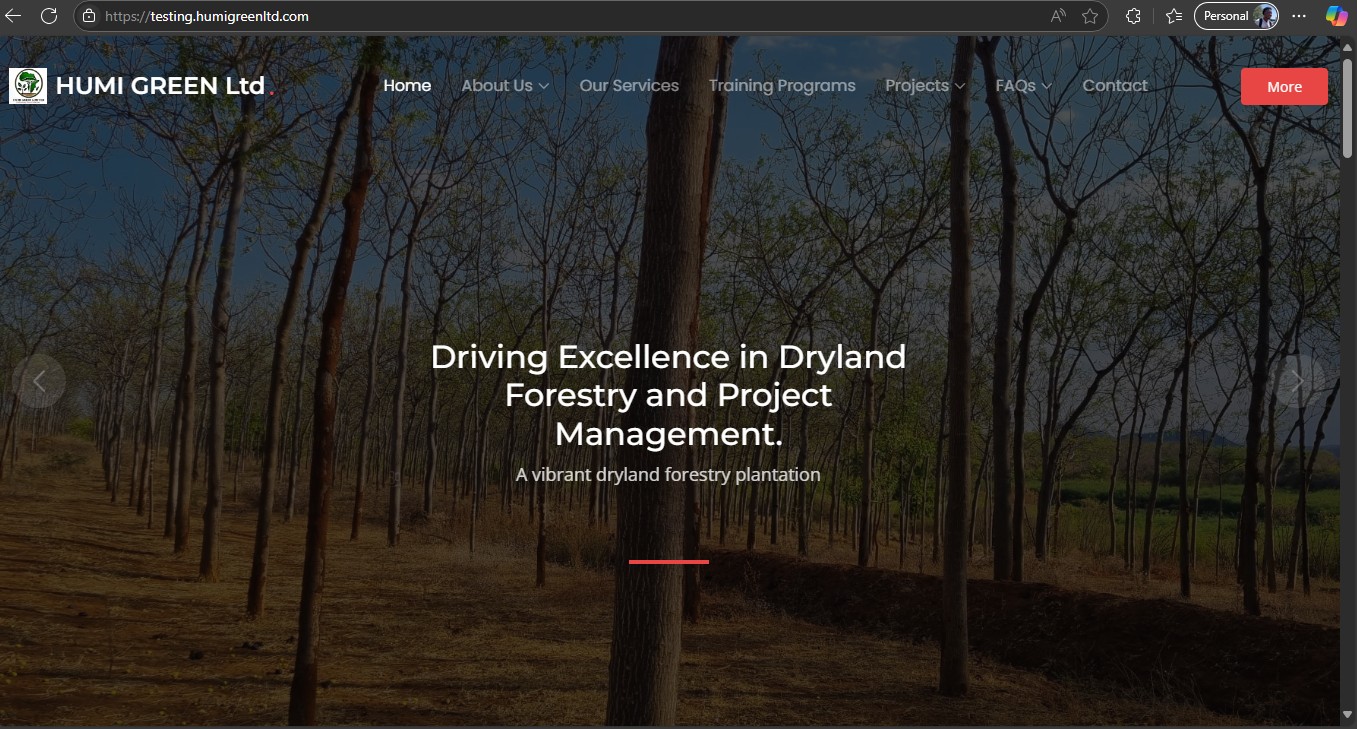 https://testing.humigreenltd.com
Personal
HUMI GREEN Ltd.
Home
About Us
Our Services
Training Programs
Projects
FAQs
Contact
More
Driving Excellence in Dryland
Forestry and Project
Management.
A vibrant dryland forestry plantation